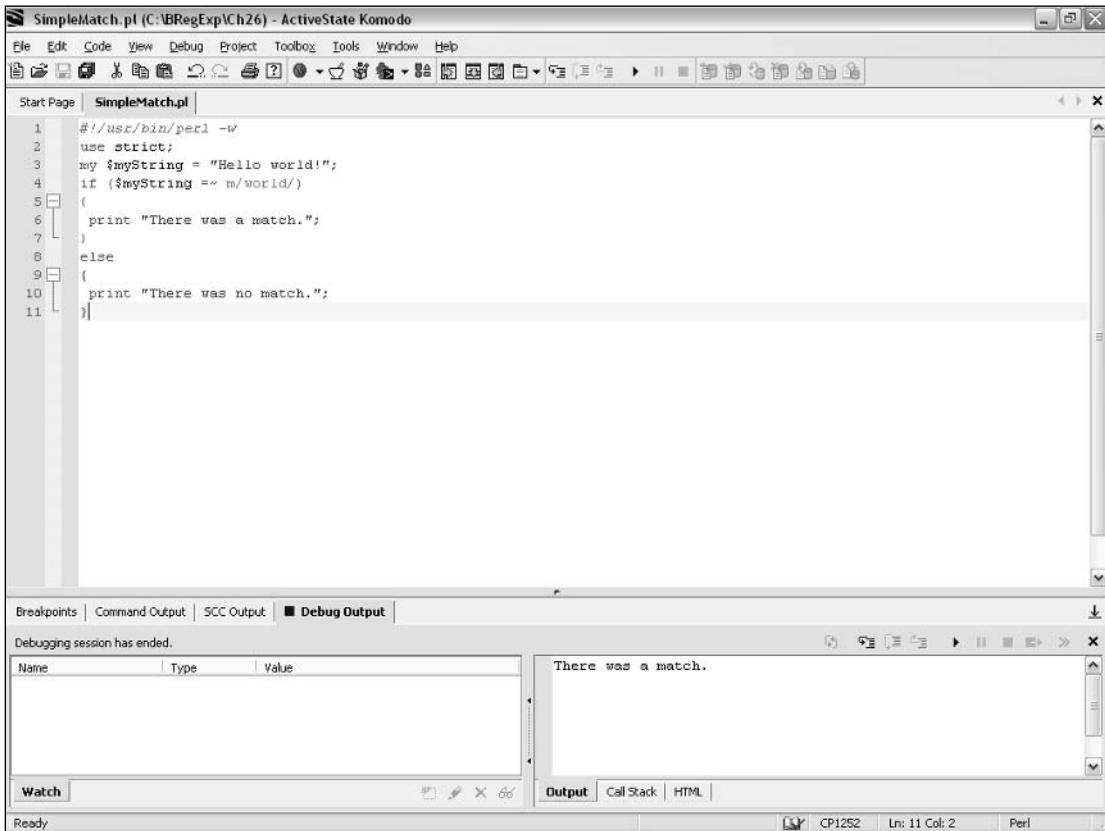 SimpleMatch.pl (C:\BRegExp\Ch26) - ActiveState Komodo
File Edit Code View Debug Project Toolbox Tools Window Help
Start Page SimpleMatch.pl
1 #!/usr/bin/perl -w
2 use strict;
3 my $myString = "Hello world!";
4 if ($myString =~ m/world/)
5 {
6 print "There was a match.";
7 }
8 else
9 {
10 print "There was no match.";
11 }
Breakpoints Command Output SCC Output Debug Output
Debugging session has ended.
Name Type Value
There was a match.
Watch
Output Call Stack HTML
Ready CP1252 Ln: 11 Col: 2 Perl